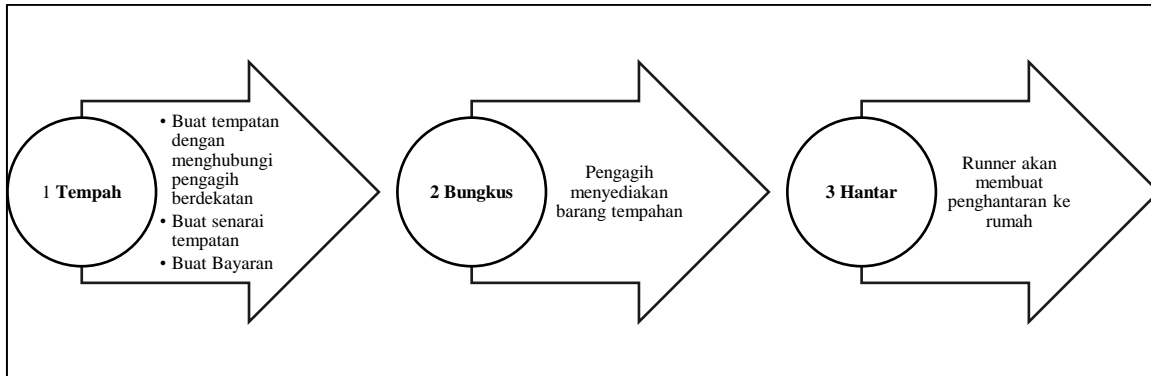 1 Tempah
• Buat tempatan
dengan
menghubungi
pengagih
berdekatan
• Buat senarai
tempatan
• Buat Bayaran
2 Bungkus
Pengagih
menyediakan
barang tempahan
3 Hantar
Runner akan
membuat
penghantaran ke
rumah